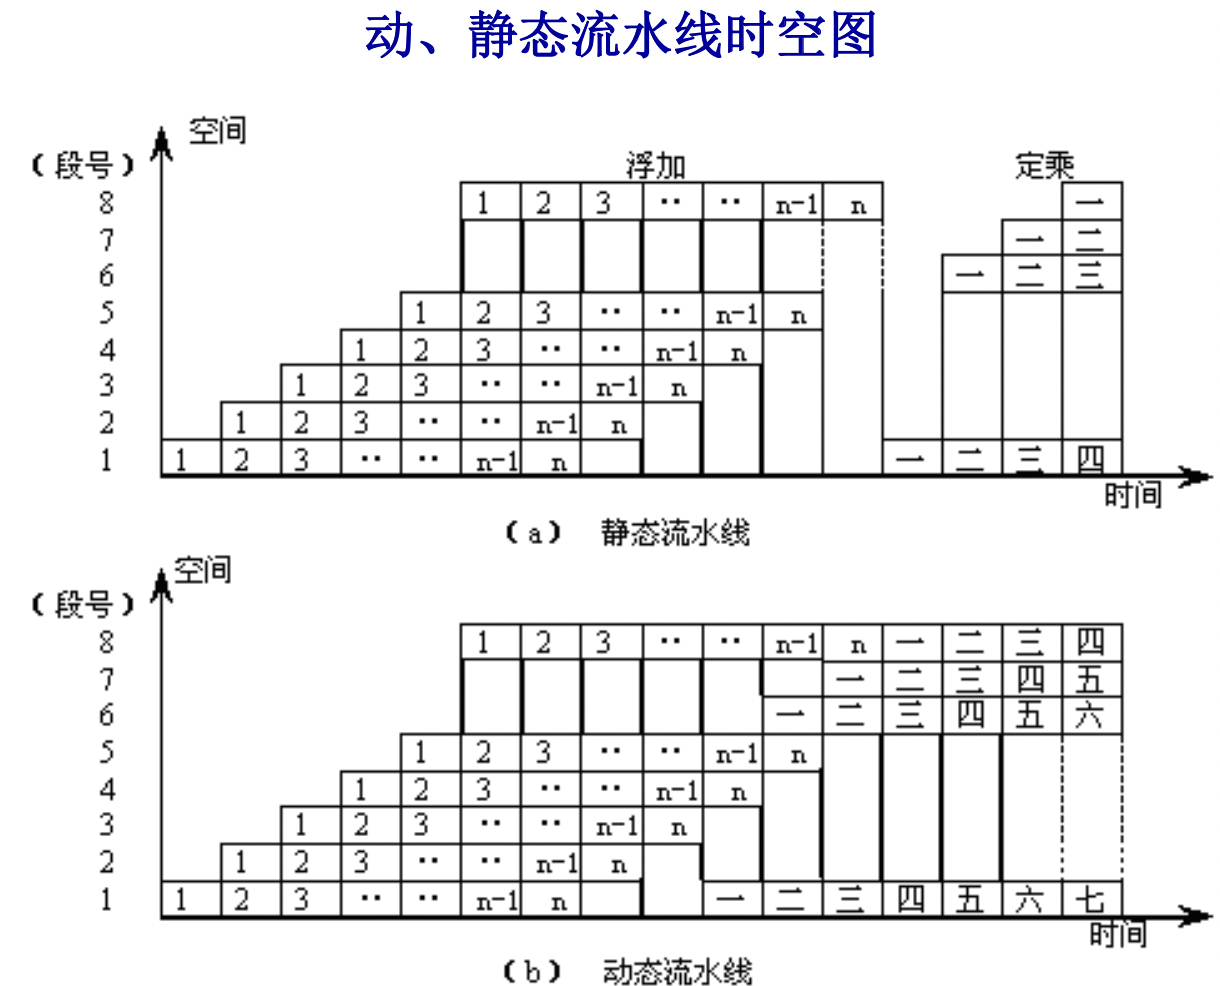 动、静态流水线时空图
空间
(段号)
浮加 定乘
8 1 2 3 ·· ·· n-1 n 一
7 一 二
6 一 二 三
5 1 2 3 ·· ·· n-1 n
4 1 2 3 ·· ·· n-1 n
3 1 2 3 ·· ·· n-1 n
2 1 2 3 ·· ·· n-1 n
1 1 2 3 ·· ·· n-1 n 一 二 三 四
时间
(a) 静态流水线
空间
(段号)
8 1 2 3 ·· ·· n-1 n 一 二 三 四
7 一 二 三 四 五
6 一 二 三 四 五 六
5 1 2 3 ·· ·· n-1 n
4 1 2 3 ·· ·· n-1 n
3 1 2 3 ·· ·· n-1 n
2 1 2 3 ·· ·· n-1 n
1 1 2 3 ·· ·· n-1 n 一 二 三 四 五 六 七
时间
(b) 动态流水线